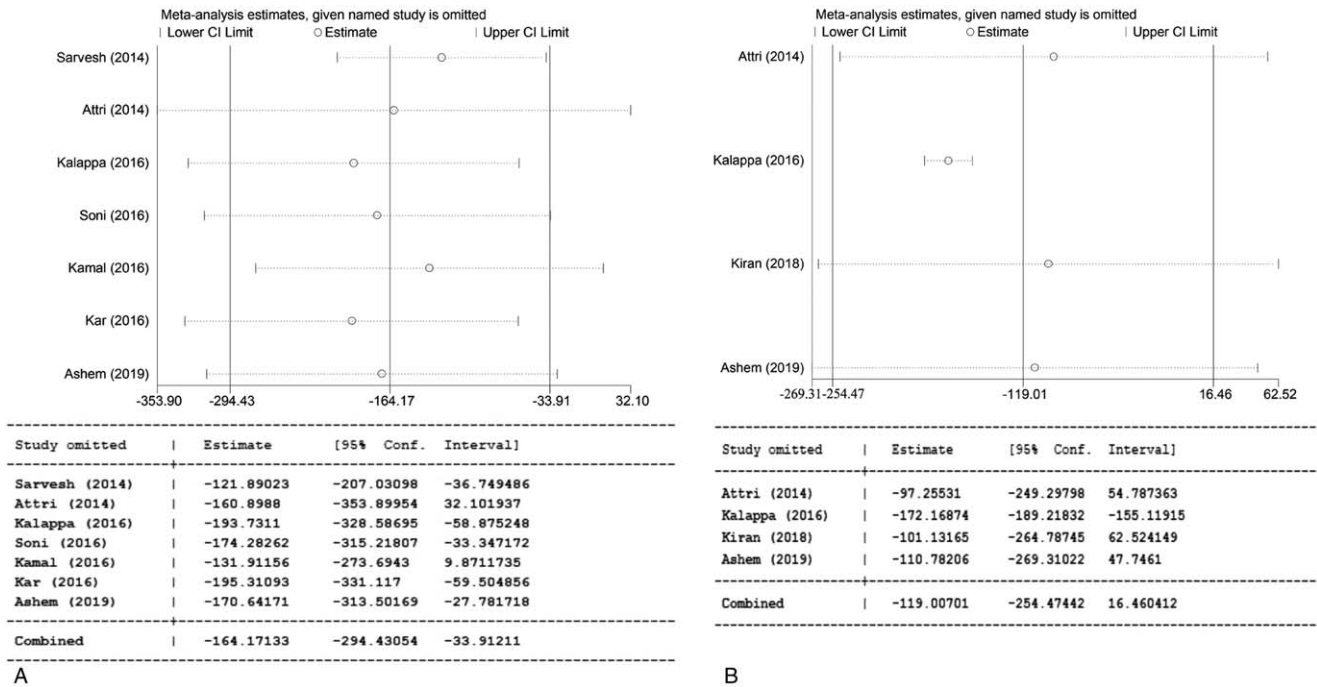 Meta-analysis estimates, given named study is omitted
| Lower CI Limit ○ Estimate | Upper CI Limit
Sarvesh (2014)
Attri (2014)
Kalappa (2016)
Soni (2016)
Kamal (2016)
Kar (2016)
Ashem (2019)
-353.90 -294.43 -164.17 -33.91 32.10
Study omitted | Estimate [95% Conf. Interval]
Sarvesh (2014) | -121.89023 -207.03098 -36.749486
Attri (2014) | -160.8988 -353.89954 32.101937
Kalappa (2016) | -193.7311 -328.58695 -58.875248
Soni (2016) | -174.28262 -315.21807 -33.347172
Kamal (2016) | -131.91156 -273.6943 9.8711735
Kar (2016) | -195.31093 -331.117 -59.504856
Ashem (2019) | -170.64171 -313.50169 -27.781718
Combined | -164.17133 -294.43054 -33.91211
A
Meta-analysis estimates, given named study is omitted
| Lower CI Limit ○ Estimate | Upper CI Limit
Attri (2014)
Kalappa (2016)
Kiran (2018)
Ashem (2019)
-269.31 -254.47 -119.01 16.46 62.52
Study omitted | Estimate [95% Conf. Interval]
Attri (2014) | -97.25531 -249.29798 54.787363
Kalappa (2016) | -172.16874 -189.21832 -155.11915
Kiran (2018) | -101.13165 -264.78745 62.524149
Ashem (2019) | -110.78206 -269.31022 47.7461
Combined | -119.00701 -254.47442 16.460412
B